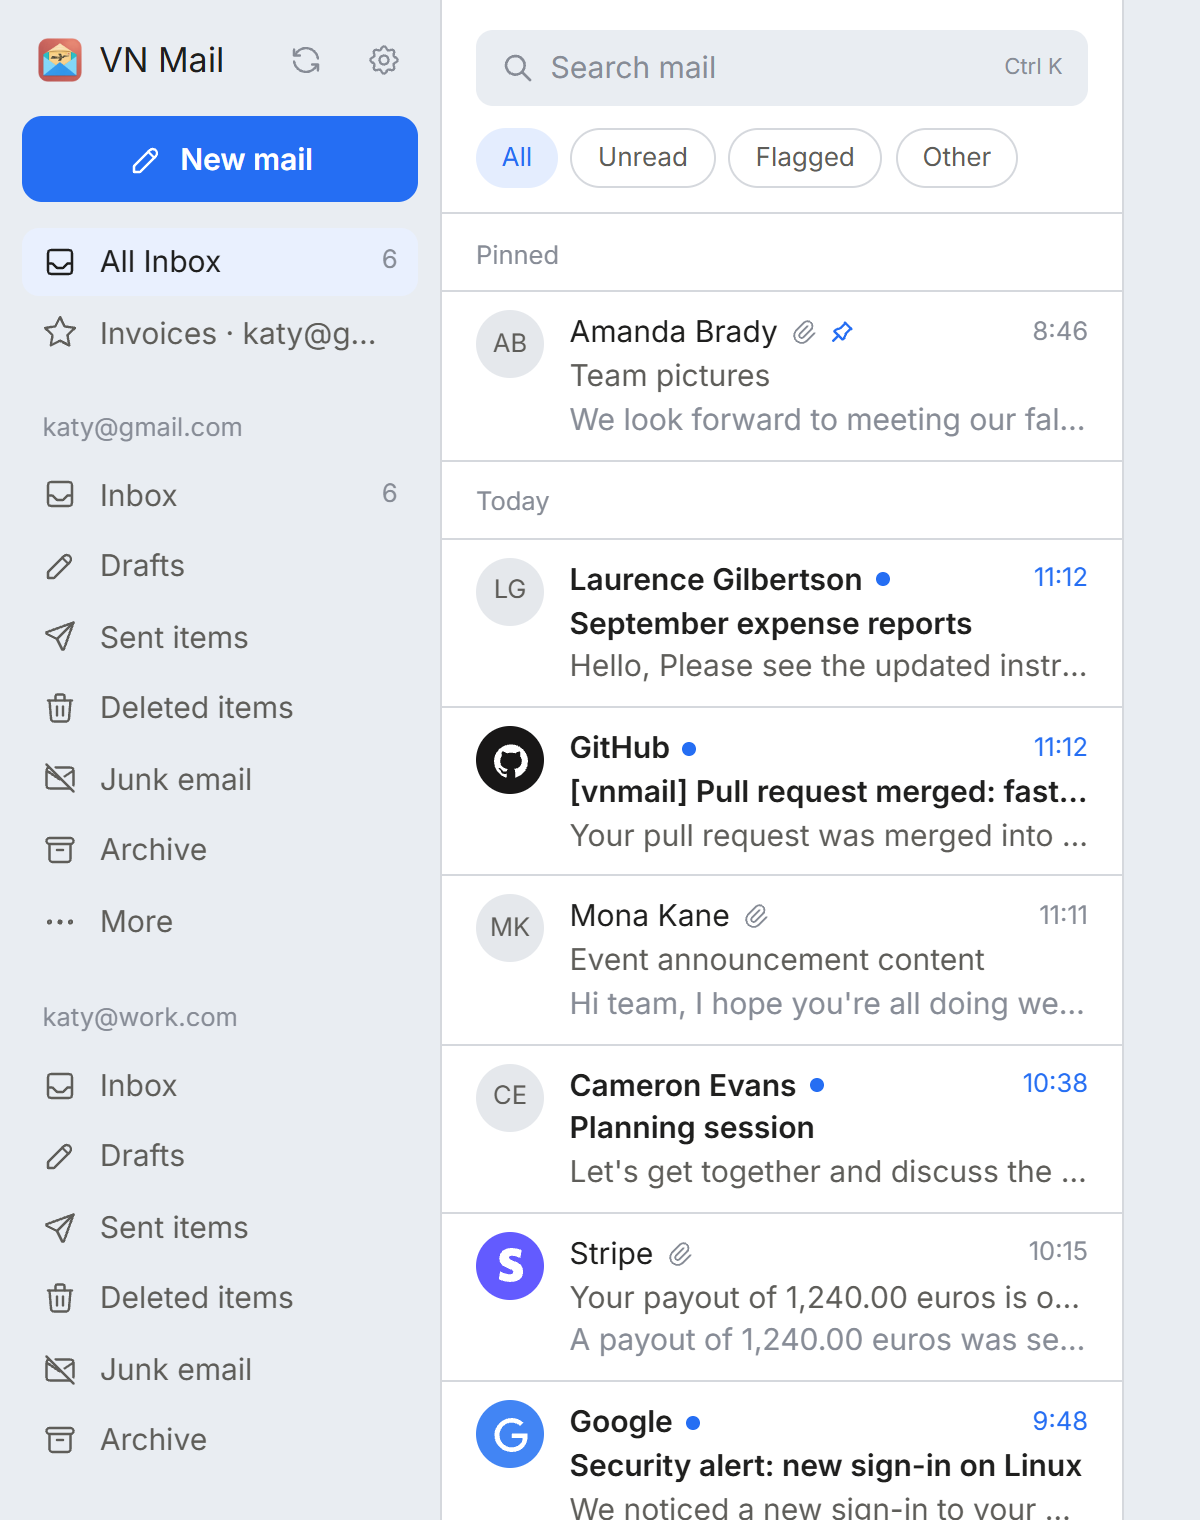 VN Mail
New mail
All Inbox 6
Invoices · katy@g...
katy@gmail.com
Inbox 6
Drafts
Sent items
Deleted items
Junk email
Archive
More
katy@work.com
Inbox
Drafts
Sent items
Deleted items
Junk email
Archive
Search mail Ctrl K
All Unread Flagged Other
Pinned
AB Amanda Brady 8:46
Team pictures
We look forward to meeting our fal...
Today
LG Laurence Gilbertson 11:12
September expense reports
Hello, Please see the updated instr...
GitHub 11:12
[vnmail] Pull request merged: fast...
Your pull request was merged into ...
MK Mona Kane 11:11
Event announcement content
Hi team, I hope you're all doing we...
CE Cameron Evans 10:38
Planning session
Let's get together and discuss the ...
S Stripe 10:15
Your payout of 1,240.00 euros is o...
A payout of 1,240.00 euros was se...
G Google 9:48
Security alert: new sign-in on Linux
We noticed a new sign-in to your ...